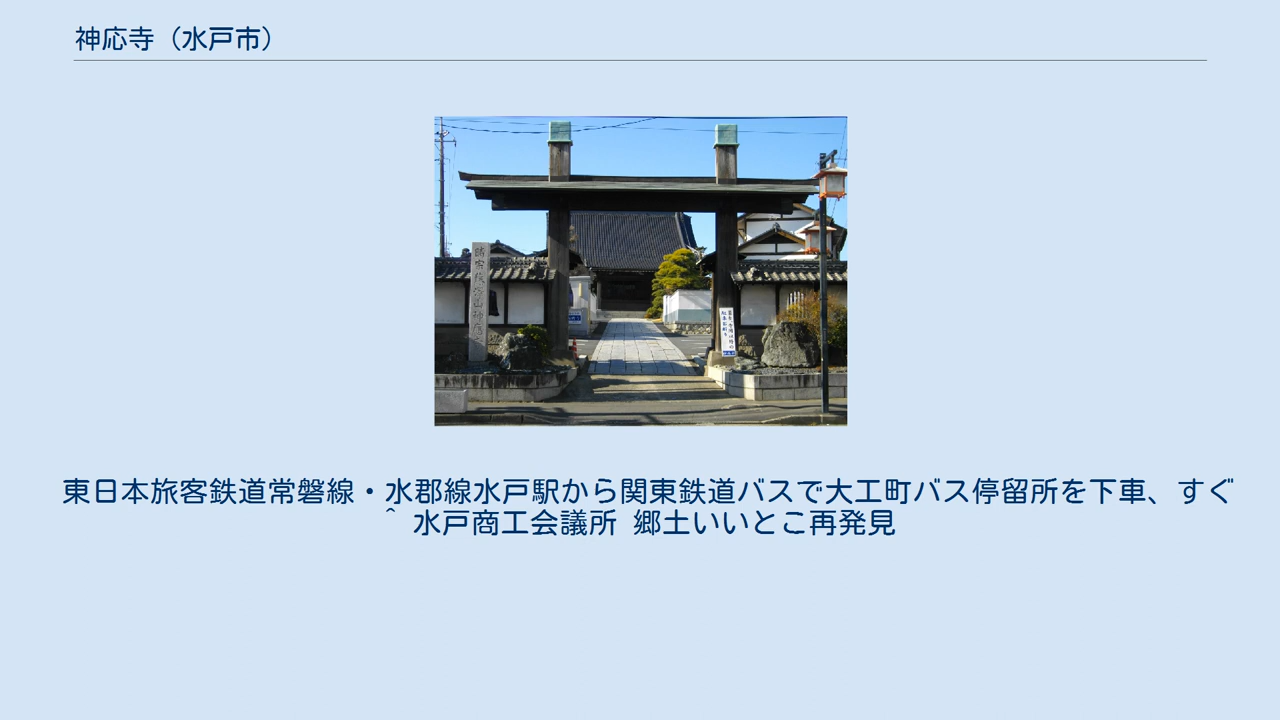 神応寺（水戸市）
東日本旅客鉄道常磐線・水郡線水戸駅から関東鉄道バスで大工町バス停留所を下車、すぐ
^ 水戸商工会議所 郷土いいとこ再発見